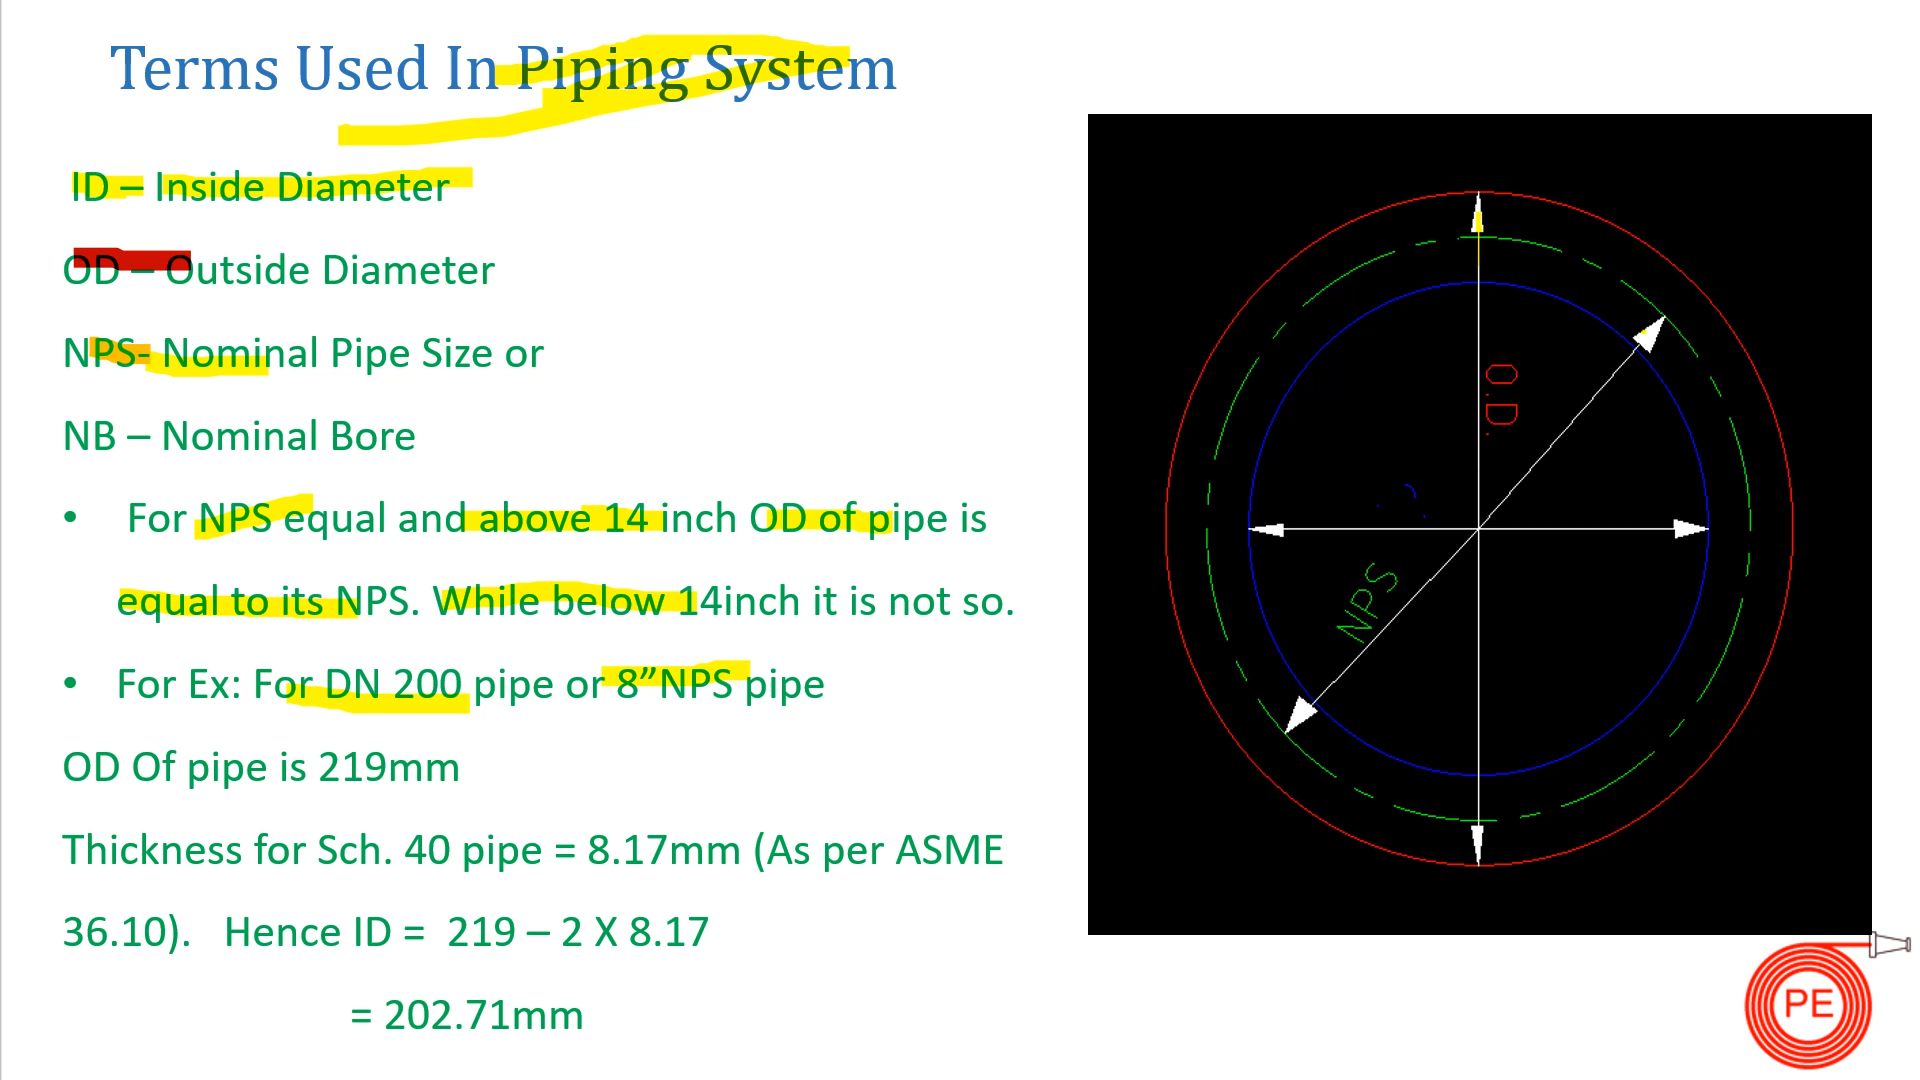 Terms Used In Piping System
ID – Inside Diameter
OD – Outside Diameter
NPS- Nominal Pipe Size or
NB – Nominal Bore
• For NPS equal and above 14 inch OD of pipe is
equal to its NPS. While below 14inch it is not so.
• For Ex: For DN 200 pipe or 8”NPS pipe
OD Of pipe is 219mm
Thickness for Sch. 40 pipe = 8.17mm (As per ASME
36.10). Hence ID = 219 – 2 X 8.17
= 202.71mm
O.D.
NPS
PE